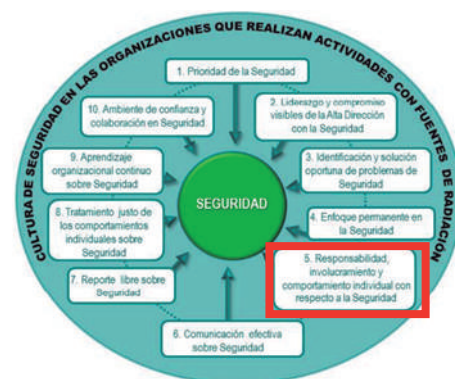 CULTURA DE SEGURIDAD EN LAS ORGANIZACIONES QUE REALIZAN ACTIVIDADES CON FUENTES DE RADIACION
1. Prioridad de la Seguridad
2. Liderazgo y compromiso
visibles de la Alta Dirección
con la Seguridad
3. Identificación y solución
oportuna de problemas de
Seguridad
4. Enfoque permanente en
la Seguridad
5. Responsabilidad,
involucramiento y
comportamiento individual con
respecto a la Seguridad
6. Comunicación efectiva
sobre Seguridad
7. Reporte libre sobre
Seguridad
8. Tratamiento justo de
los comportamientos
individuales sobre
Seguridad
9. Aprendizaje
organizacional continuo
sobre Seguridad
10. Ambiente de confianza y
colaboración en Seguridad
SEGURIDAD